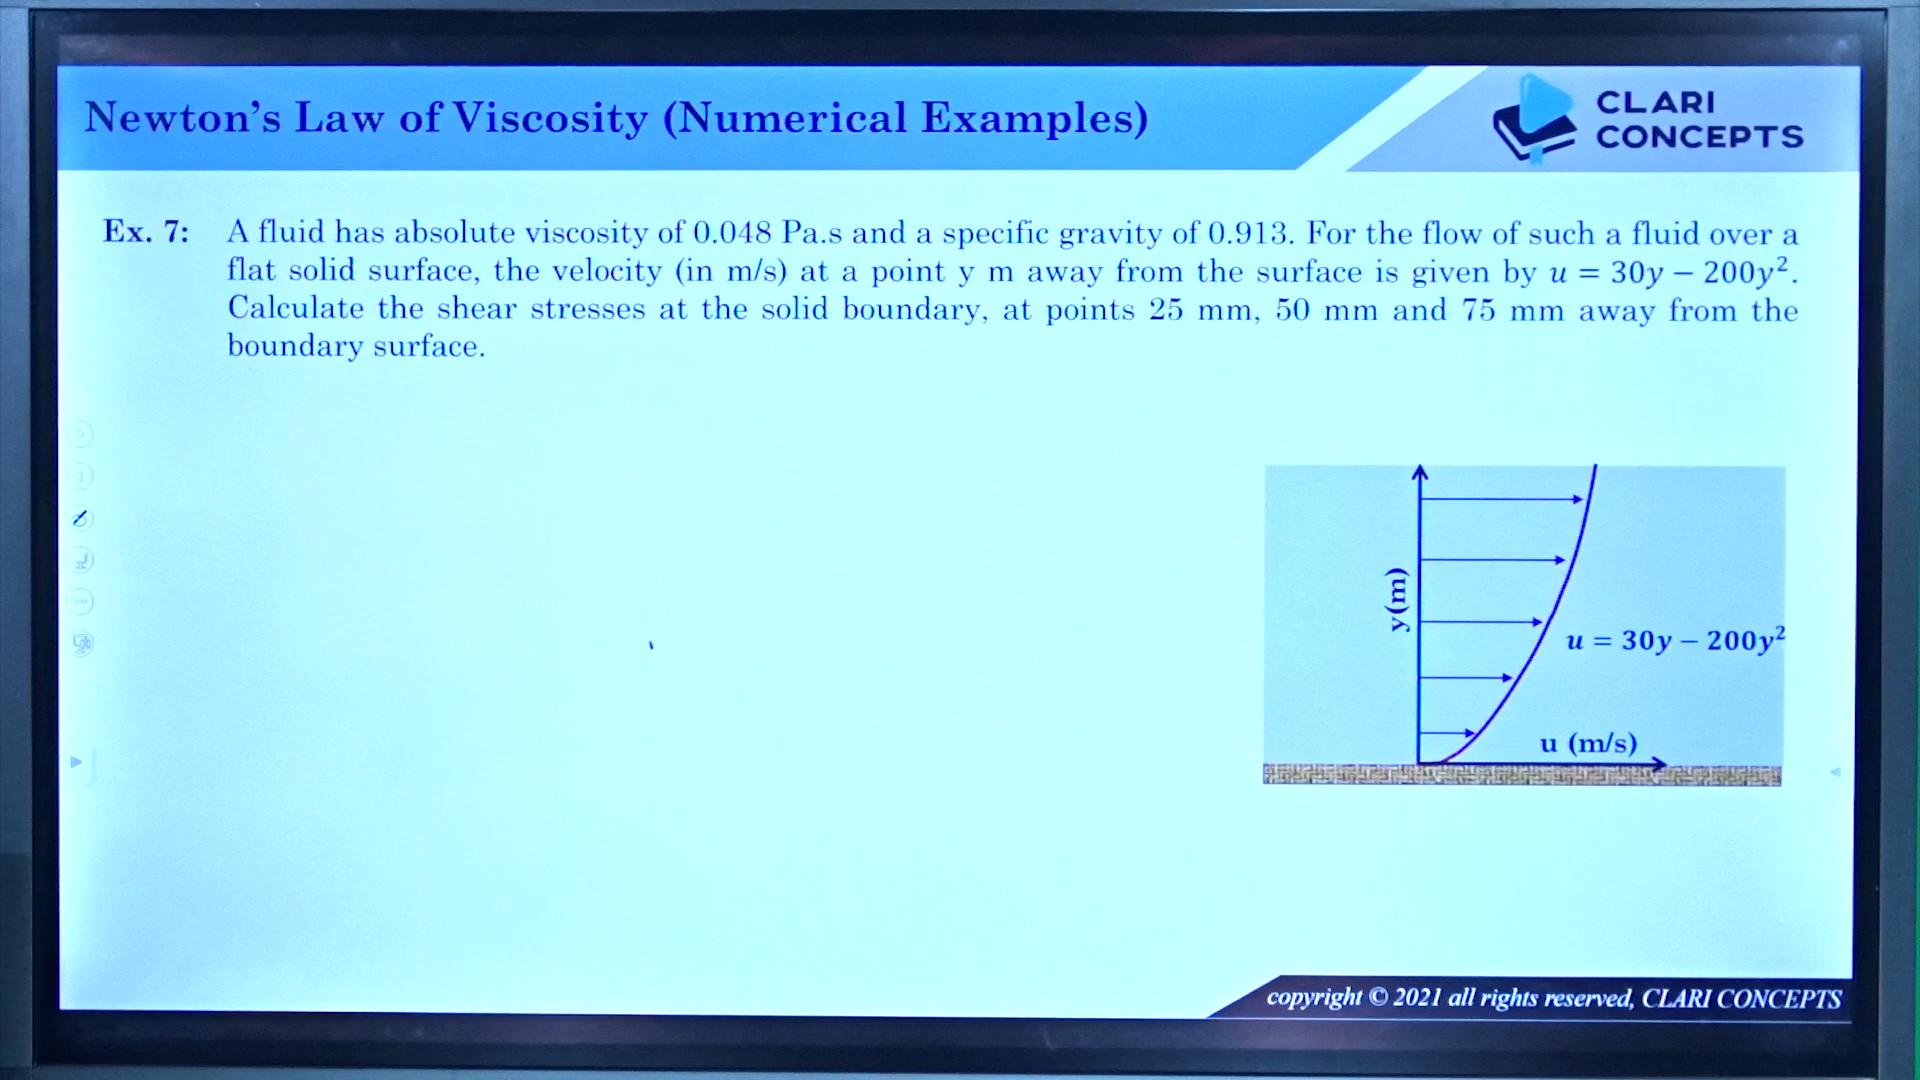 Newton's Law of Viscosity (Numerical Examples)
CLARI
CONCEPTS
Ex. 7: A fluid has absolute viscosity of 0.048 Pa.s and a specific gravity of 0.913. For the flow of such a fluid over a
flat solid surface, the velocity (in m/s) at a point y m away from the surface is given by u = 30y − 200y².
Calculate the shear stresses at the solid boundary, at points 25 mm, 50 mm and 75 mm away from the
boundary surface.
y(m)
u = 30y − 200y²
u (m/s)
copyright © 2021 all rights reserved, CLARI CONCEPTS